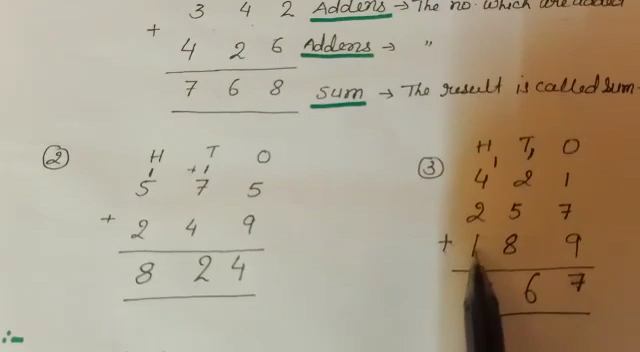 3 4 2 Addens → The no. which are added
+ 4 2 6 Addens → "
7 6 8 Sum → The result is called sum.
② H T O
1 +1
5 7 5
+ 2 4 9
8 2 4
③ H T, O
1
4 2 1
2 5 7
+ 1 8 9
6 7
:-